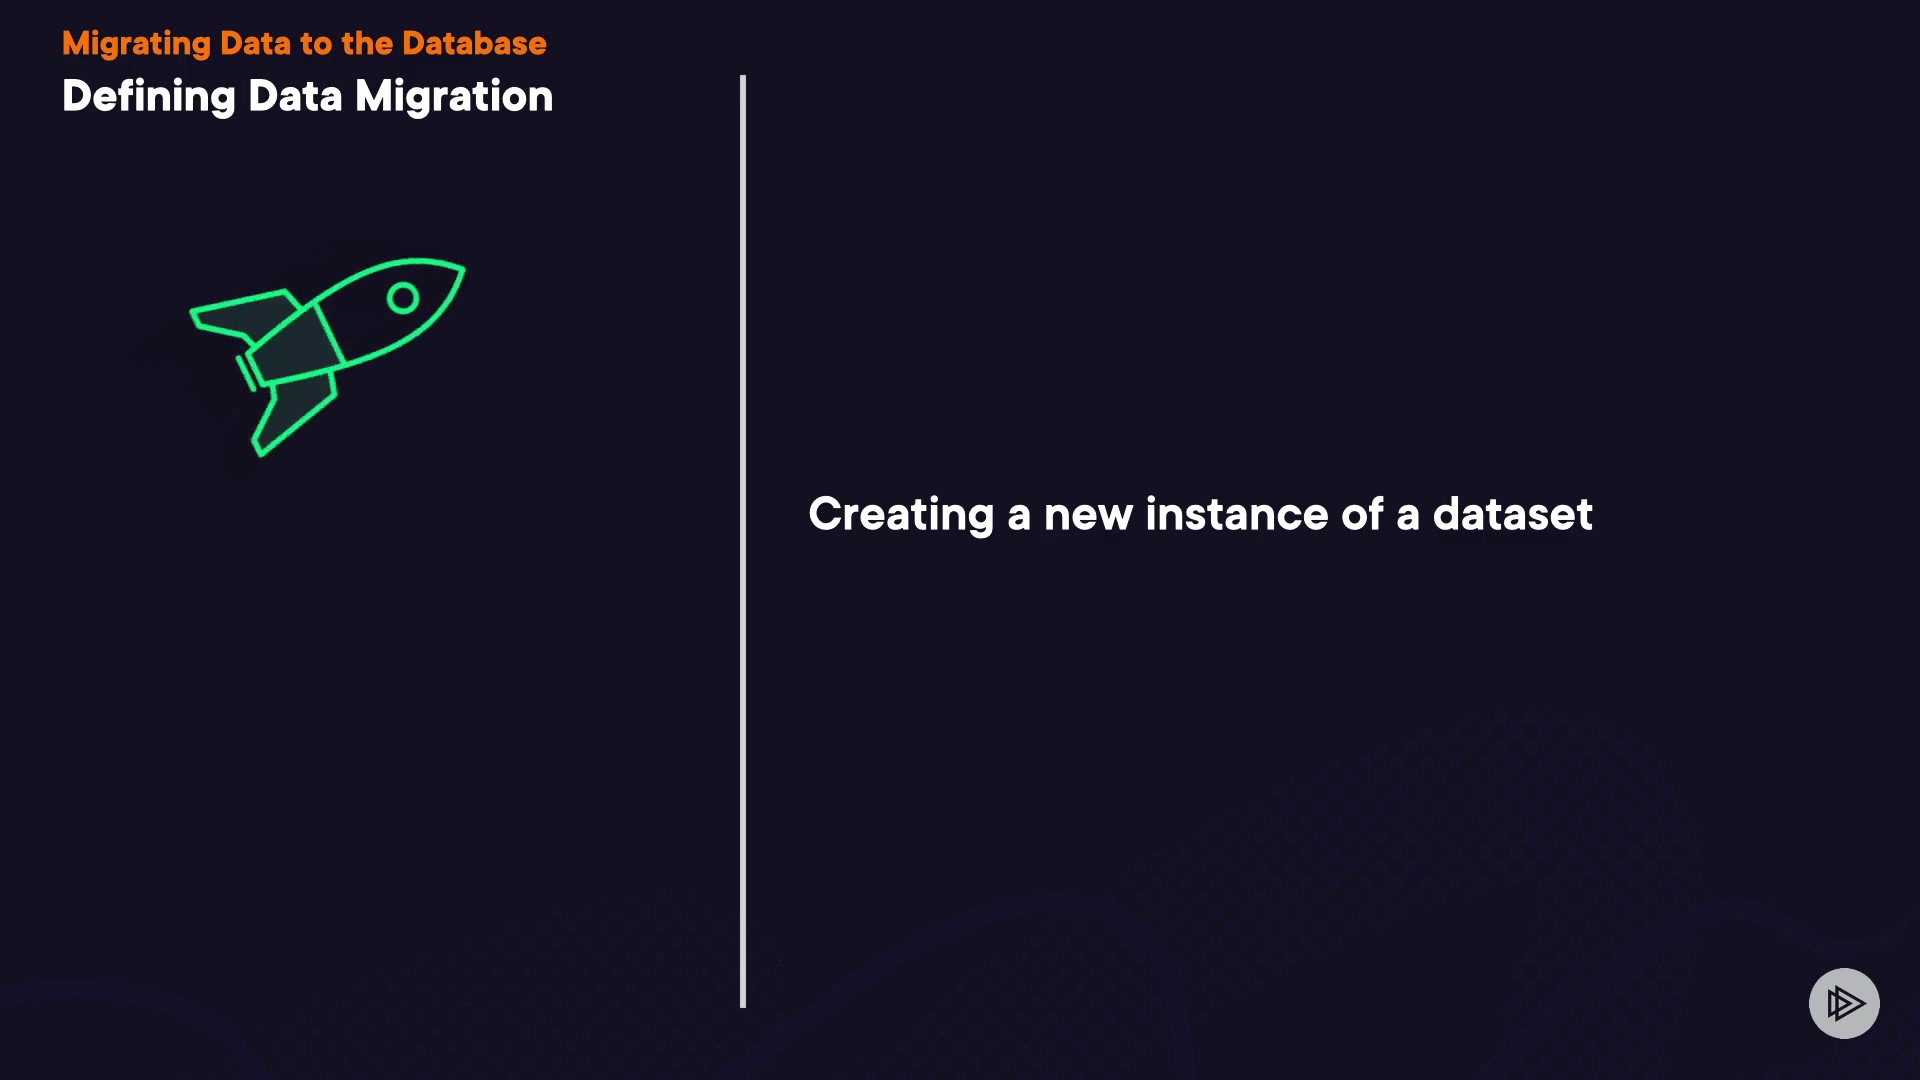 Migrating Data to the Database
Defining Data Migration
Creating a new instance of a dataset